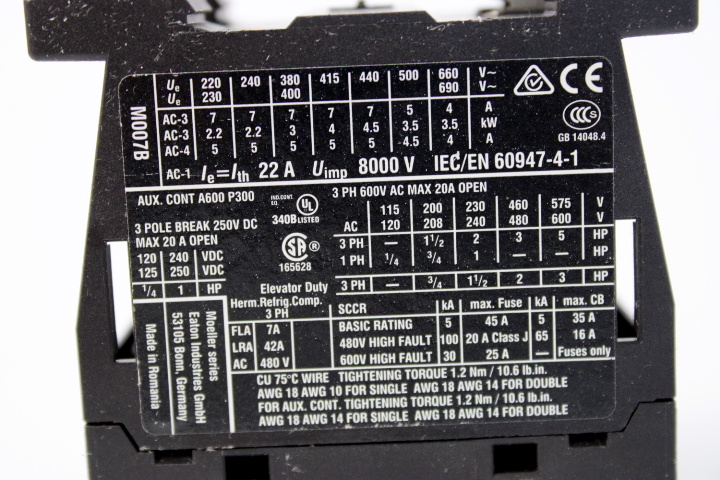 M007B
Ue 220 240 380 415 440 500 660 V~
Ue 230 400 690 V~
AC-3 7 7 7 7 7 5 4 A
AC-3 2.2 2.2 3 4 4.5 3.5 3.5 kW
AC-4 5 5 5 5 4.5 4.5 4 A
AC-1 Ie=Ith 22 A Uimp 8000 V IEC/EN 60947-4-1
CE
CCC S
GB 14048.4
AUX. CONT A600 P300
IND.CONT.
EQ.
UL
340B LISTED
3 POLE BREAK 250V DC
MAX 20 A OPEN
120 240 VDC
125 250 VDC
1/4 1 HP
SA ®
165628
3 PH 600V AC MAX 20A OPEN
115 200 230 460 575 V
AC 120 208 240 480 600 V
3 PH — 1 1/2 2 3 5 HP
1 PH 1/4 3/4 1 — — HP
Elevator Duty
3 PH — 3/4 1 1/2 2 3 HP
Herm.Refrig.Comp.
3 PH
FLA 7A
LRA 42A
AC 480 V
SCCR kA max. Fuse kA max. CB
BASIC RATING 5 45 A 5 35 A
480V HIGH FAULT 100 20 A Class J 65 16 A
600V HIGH FAULT 30 25 A — Fuses only
Made in Romania
Moeller series
Eaton Industries GmbH
53105 Bonn. Germany
CU 75°C WIRE TIGHTENING TORQUE 1.2 Nm / 10.6 lb.in.
AWG 18 AWG 10 FOR SINGLE AWG 18 AWG 14 FOR DOUBLE
FOR AUX. CONT. TIGHTENING TORQUE 1.2 Nm / 10.6 lb.in.
AWG 18 AWG 14 FOR SINGLE AWG 18 AWG 14 FOR DOUBLE